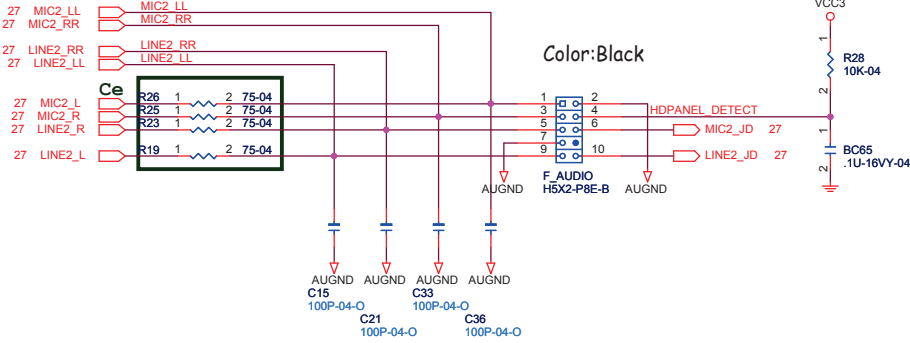 27 MIC2_LL MIC2_LL
27 MIC2_RR MIC2_RR
27 LINE2_RR LINE2_RR
27 LINE2_LL LINE2_LL
VCC3
Color:Black
1
R28
10K-04
2
Ce
27 MIC2_L R26 1 2 75-04
27 MIC2_R R25 1 2 75-04
27 LINE2_R R23 1 2 75-04
27 LINE2_L R19 1 2 75-04
1 2
3 4 HDPANEL_DETECT
5 6 MIC2_JD 27
7
9 10 LINE2_JD 27
1
BC65
.1U-16VY-04
2
AUGND
F_AUDIO
H5X2-P8E-B
AUGND
AUGND AUGND AUGND AUGND
C15
100P-04-O
C33
100P-04-O
C21
100P-04-O
C36
100P-04-O